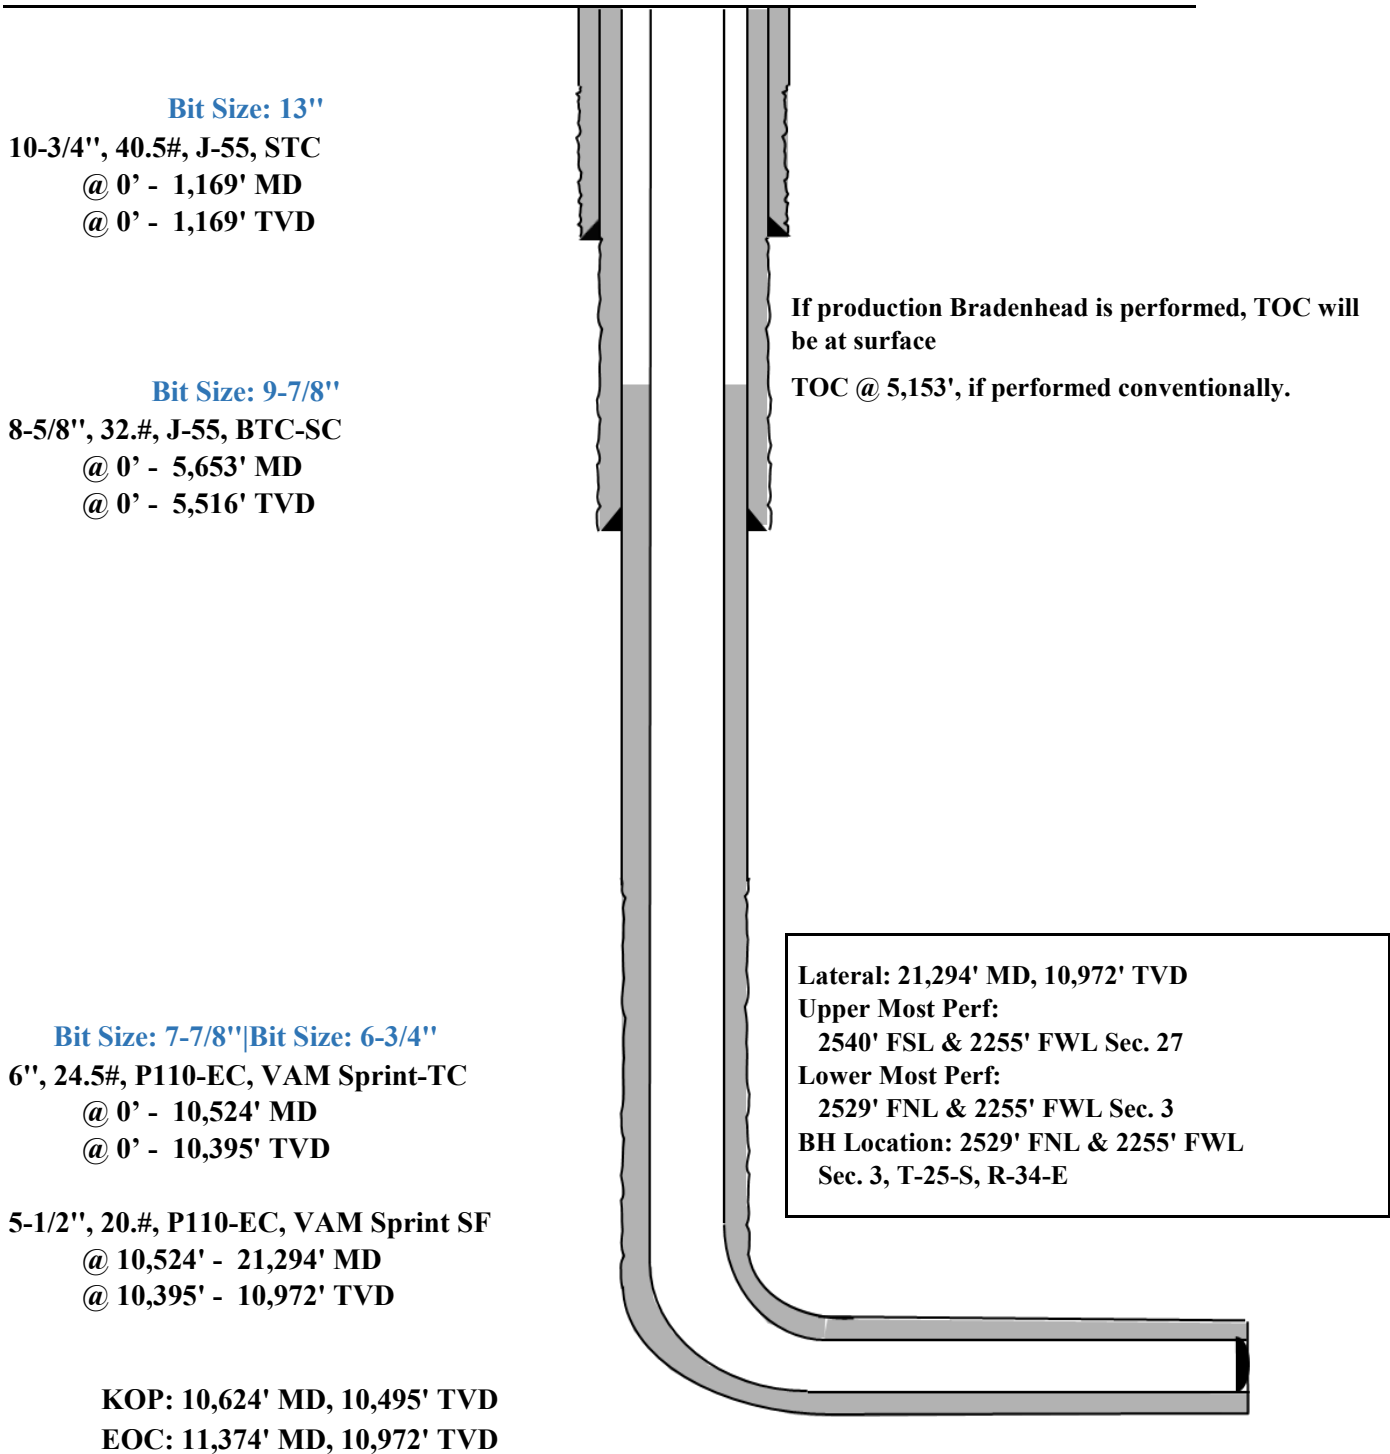 Bit Size: 13''
10-3/4'', 40.5#, J-55, STC
@ 0’ - 1,169' MD
@ 0’ - 1,169' TVD
If production Bradenhead is performed, TOC will
be at surface
TOC @ 5,153', if performed conventionally.
Bit Size: 9-7/8''
8-5/8'', 32.#, J-55, BTC-SC
@ 0’ - 5,653' MD
@ 0’ - 5,516' TVD
Bit Size: 7-7/8''|Bit Size: 6-3/4''
6'', 24.5#, P110-EC, VAM Sprint-TC
@ 0’ - 10,524' MD
@ 0’ - 10,395' TVD
5-1/2'', 20.#, P110-EC, VAM Sprint SF
@ 10,524' - 21,294' MD
@ 10,395' - 10,972' TVD
KOP: 10,624' MD, 10,495' TVD
EOC: 11,374' MD, 10,972' TVD
Lateral: 21,294' MD, 10,972' TVD
Upper Most Perf:
2540' FSL & 2255' FWL Sec. 27
Lower Most Perf:
2529' FNL & 2255' FWL Sec. 3
BH Location: 2529' FNL & 2255' FWL
Sec. 3, T-25-S, R-34-E